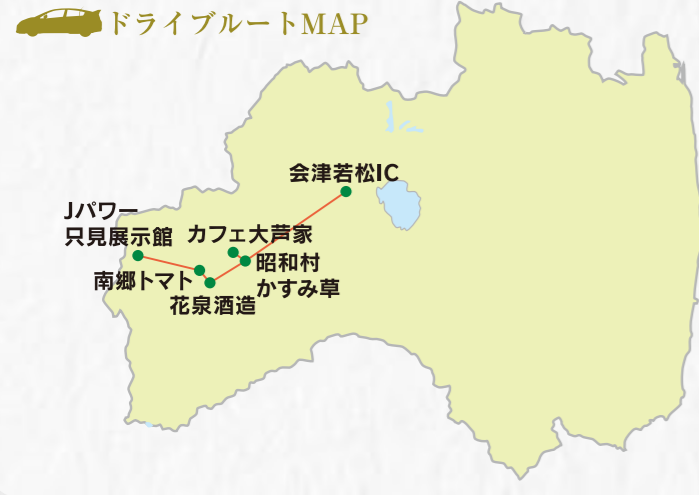 ドライブルートMAP
会津若松IC
Jパワー
只見展示館
カフェ大芦家
昭和村
かすみ草
南郷トマト
花泉酒造